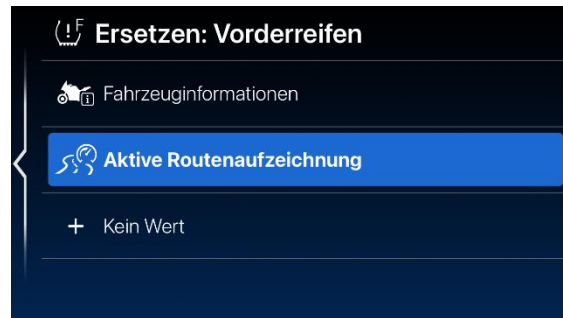 Ersetzen: Vorderreifen
Fahrzeuginformationen
Aktive Routenaufzeichnung
+ Kein Wert